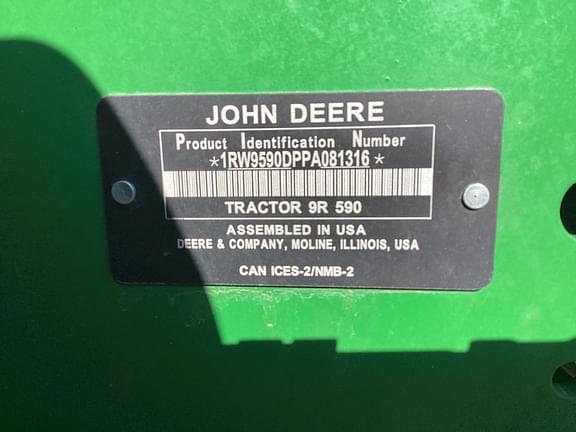 JOHN DEERE
Product Identification Number
*1RW9590DPPA081316*
TRACTOR 9R 590
ASSEMBLED IN USA
DEERE & COMPANY, MOLINE, ILLINOIS, USA
CAN ICES-2/NMB-2